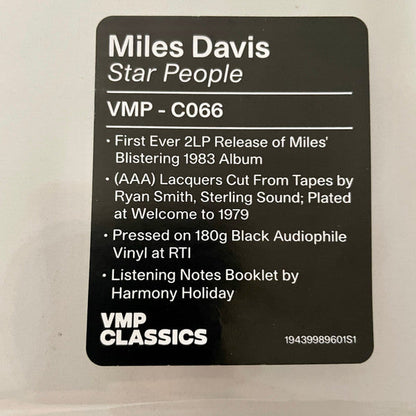 Miles Davis
Star People
VMP - C066
• First Ever 2LP Release of Miles'
Blistering 1983 Album
• (AAA) Lacquers Cut From Tapes by
Ryan Smith, Sterling Sound; Plated
at Welcome to 1979
• Pressed on 180g Black Audiophile
Vinyl at RTI
• Listening Notes Booklet by
Harmony Holiday
VMP
CLASSICS
19439989601S1